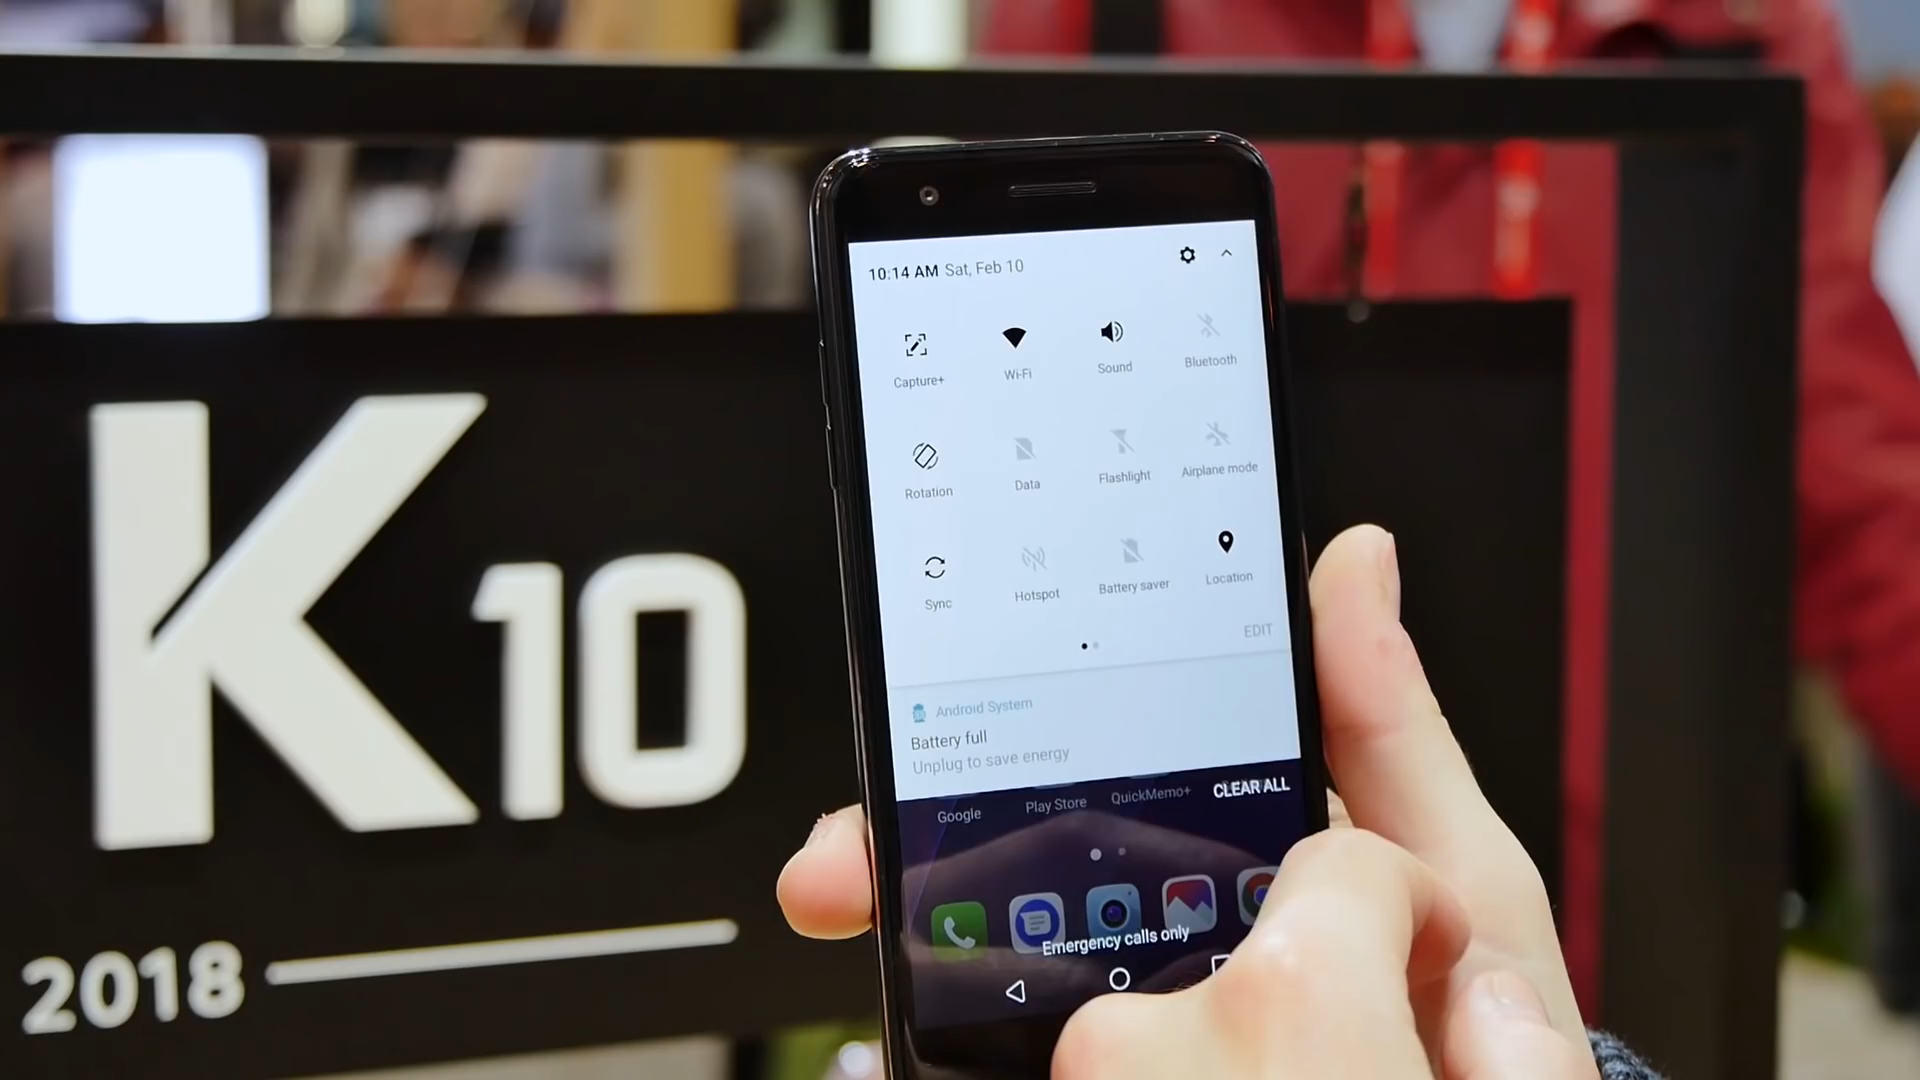 K10
2018
10:14 AM Sat, Feb 10
Capture+ Wi-Fi Sound Bluetooth
Rotation Data Flashlight Airplane mode
Sync Hotspot Battery saver Location
EDIT
Android System
Battery full
Unplug to save energy
CLEAR ALL
Google Play Store QuickMemo+
Emergency calls only